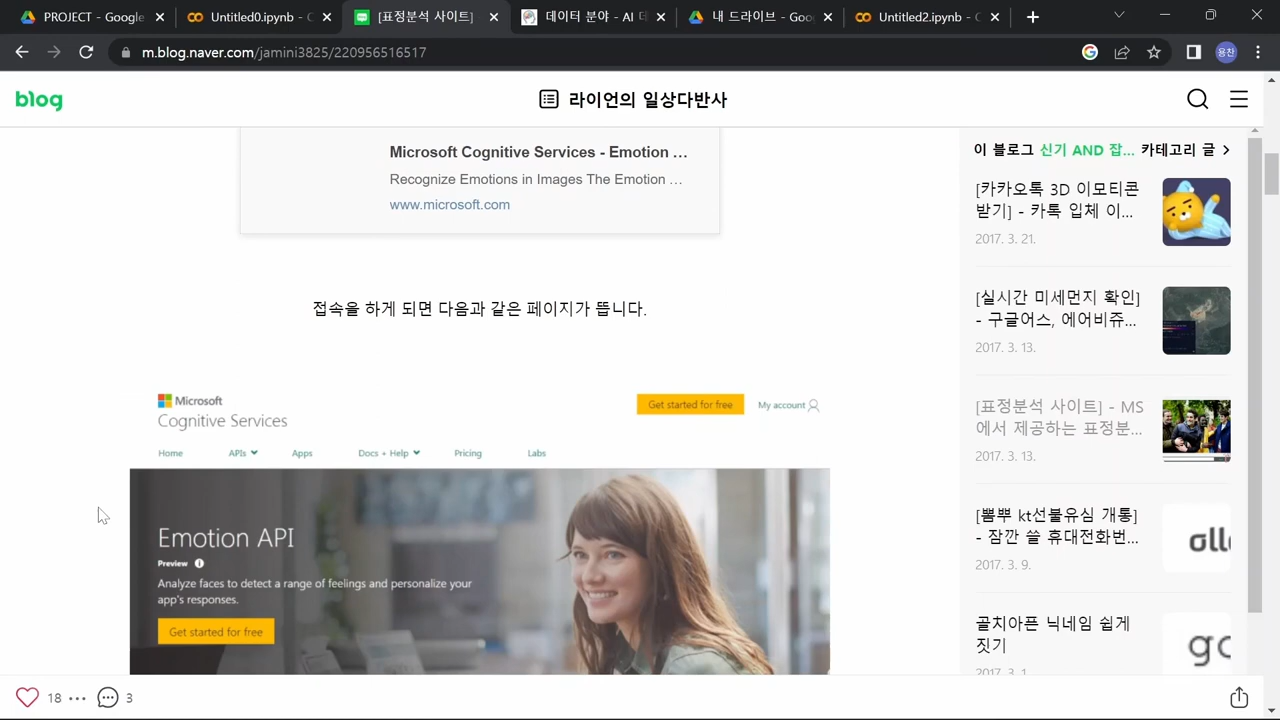 PROJECT - Google
Untitled0.ipynb - C
[표정분석 사이트]
데이터 분야 - AI 데
내 드라이브 - Goog
Untitled2.ipynb - C
m.blog.naver.com/jamini3825/220956516517
용찬
blog
라이언의 일상다반사
Microsoft Cognitive Services - Emotion ...
Recognize Emotions in Images The Emotion ...
www.microsoft.com
접속을 하게 되면 다음과 같은 페이지가 뜹니다.
Microsoft
Cognitive Services
Get started for free
My account
Home
APIs
Apps
Docs + Help
Pricing
Labs
Emotion API
Preview
Analyze faces to detect a range of feelings and personalize your
app's responses.
Get started for free
이 블로그 신기 AND 잡... 카테고리 글
[카카오톡 3D 이모티콘
받기] - 카톡 입체 이...
2017. 3. 21.
[실시간 미세먼지 확인]
- 구글어스, 에어비쥬...
2017. 3. 13.
[표정분석 사이트] - MS
에서 제공하는 표정분...
2017. 3. 13.
[뽐뿌 kt선불유심 개통]
- 잠깐 쓸 휴대전화번...
2017. 3. 9.
olle
골치아픈 닉네임 쉽게
짓기
2017. 3. 1.
go
18
3